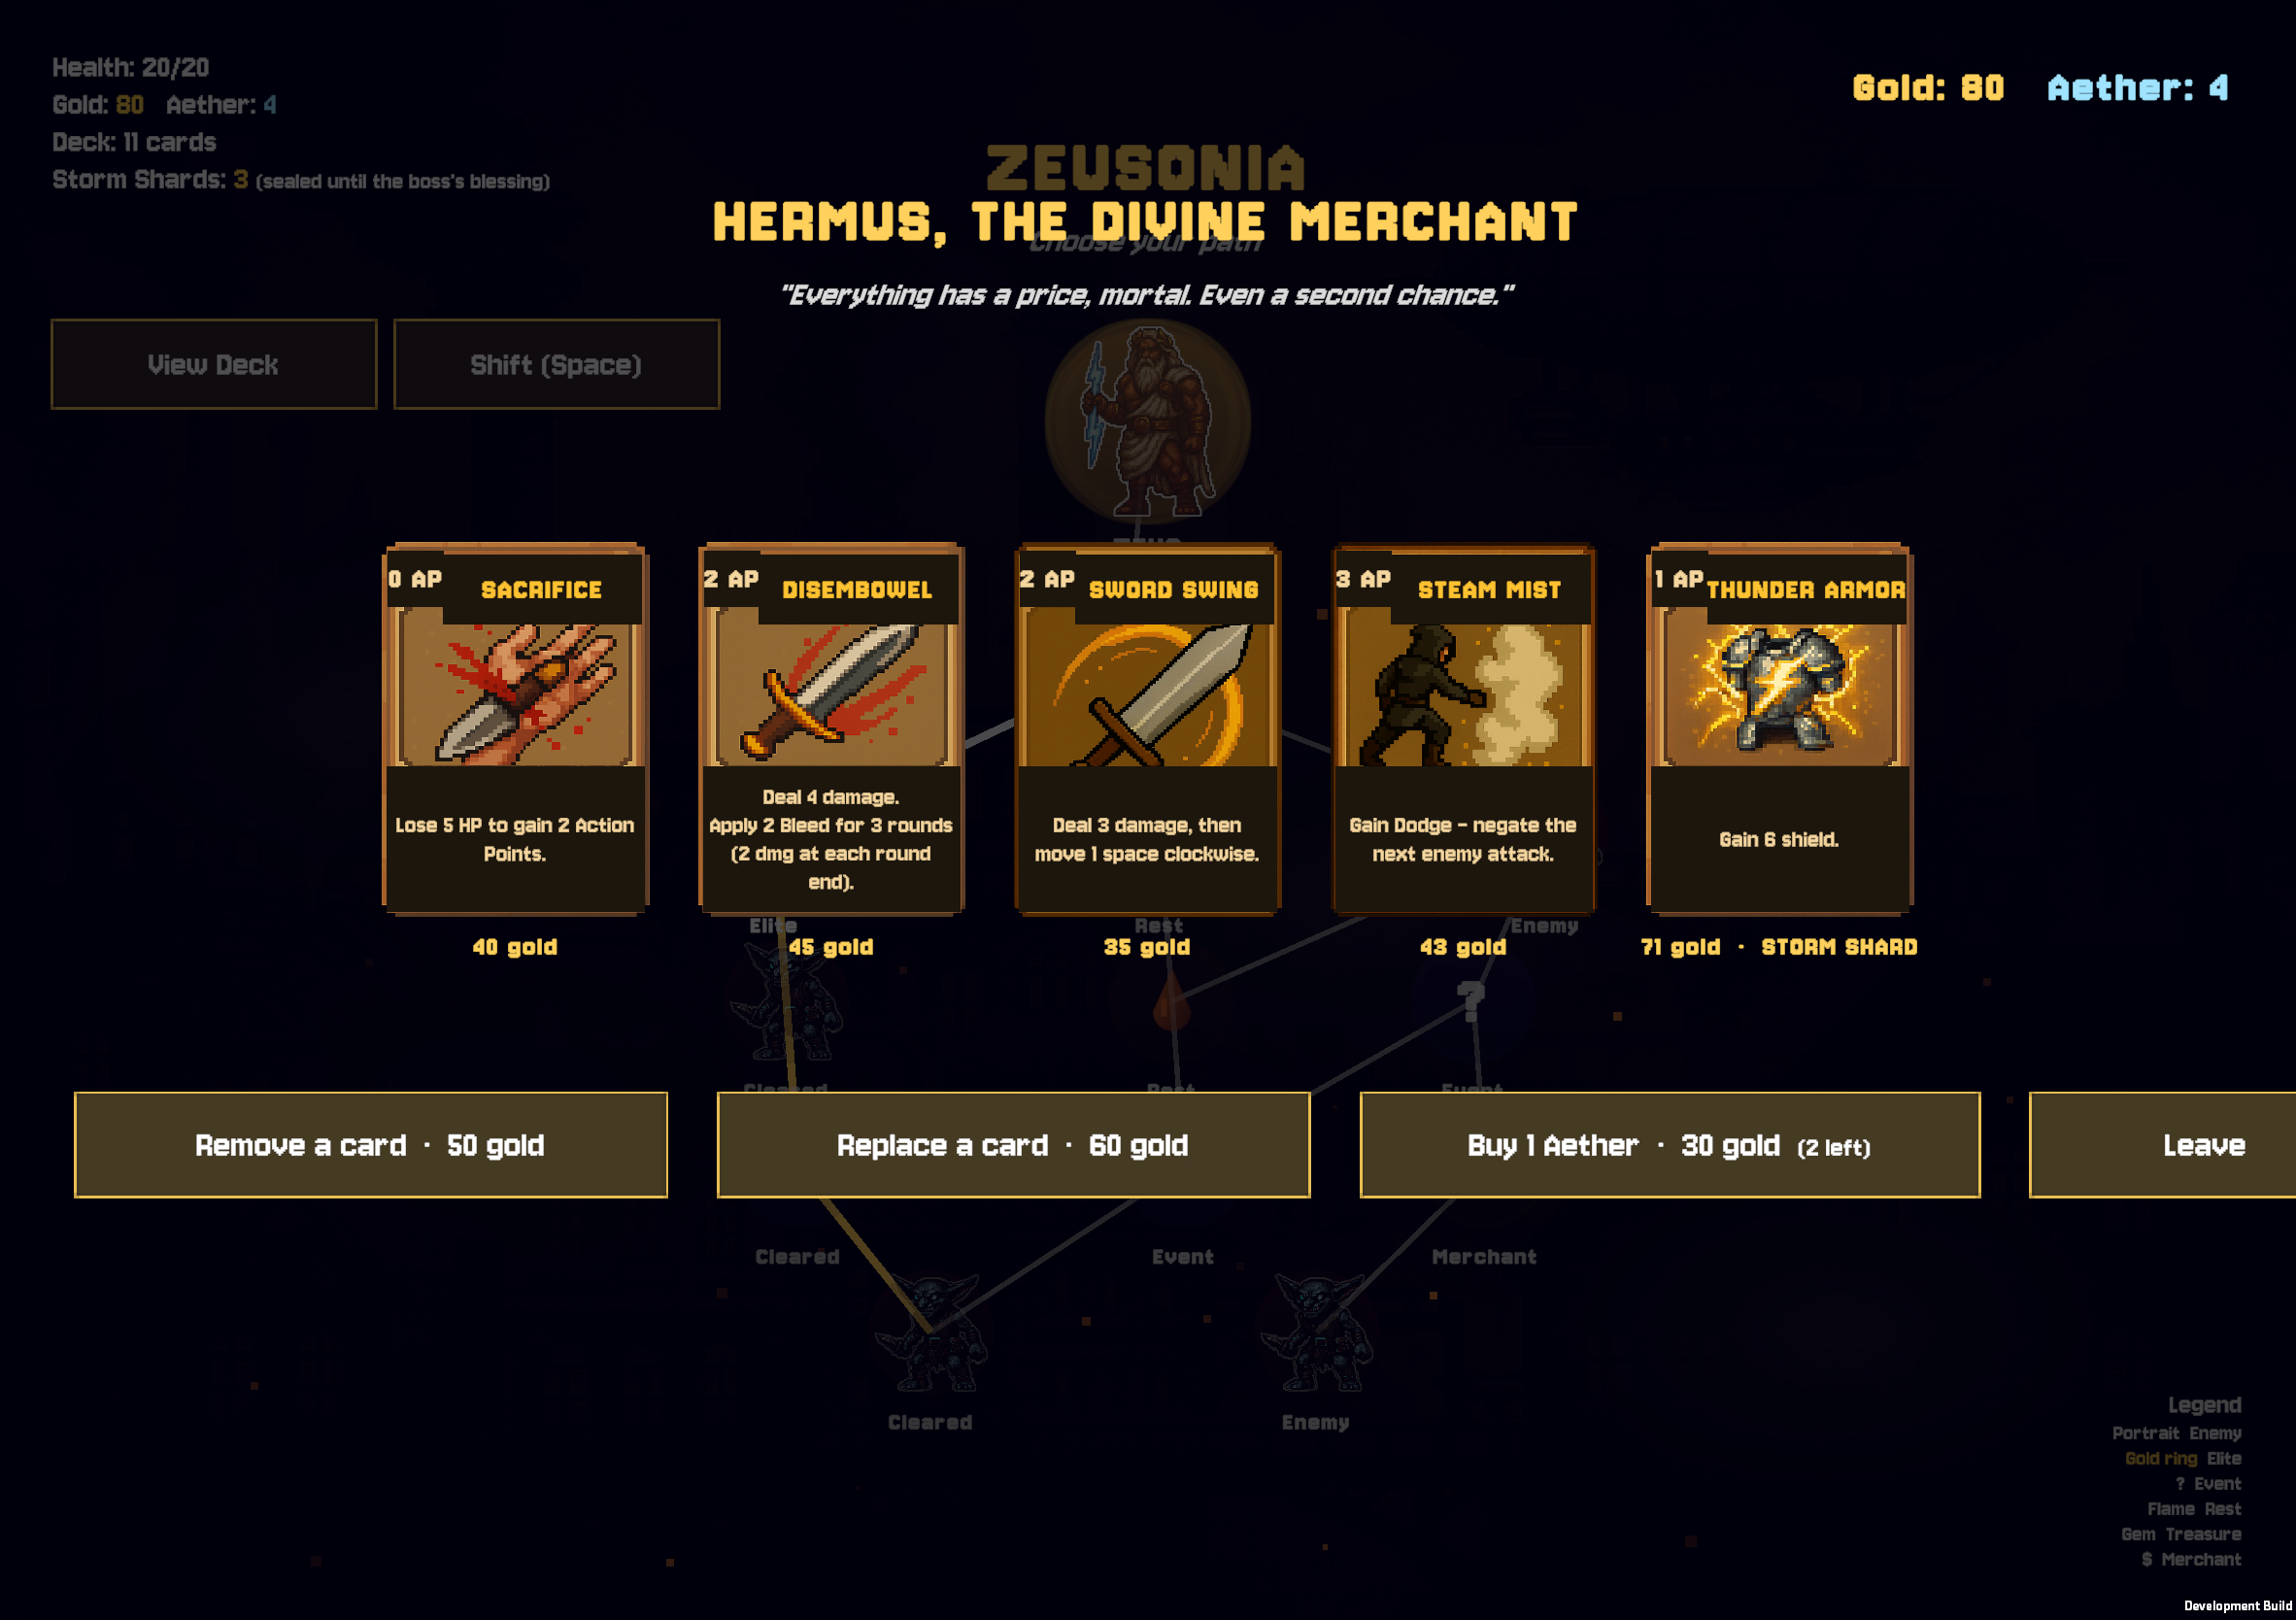 Health: 20/20
Gold: 80 Aether: 4
Deck: 11 cards
Storm Shards: 3 (sealed until the boss's blessing)
Gold: 80 Aether: 4
ZEUSONIA
HERMUS, THE DIVINE MERCHANT
Choose your path
"Everything has a price, mortal. Even a second chance."
View Deck
Shift (Space)
0 AP
SACRIFICE
Lose 5 HP to gain 2 Action
Points.
40 gold
2 AP
DISEMBOWEL
Deal 4 damage.
Apply 2 Bleed for 3 rounds
(2 dmg at each round
end).
45 gold
2 AP
SWORD SWING
Deal 3 damage, then
move 1 space clockwise.
35 gold
3 AP
STEAM MIST
Gain Dodge - negate the
next enemy attack.
43 gold
1 AP
THUNDER ARMOR
Gain 6 shield.
71 gold · STORM SHARD
Elite
Rest
Enemy
?
Cleared
Rest
Event
Remove a card · 50 gold
Replace a card · 60 gold
Buy 1 Aether · 30 gold (2 left)
Leave
Cleared
Event
Merchant
Cleared
Enemy
Legend
Portrait Enemy
Gold ring Elite
? Event
Flame Rest
Gem Treasure
$ Merchant
Development Build